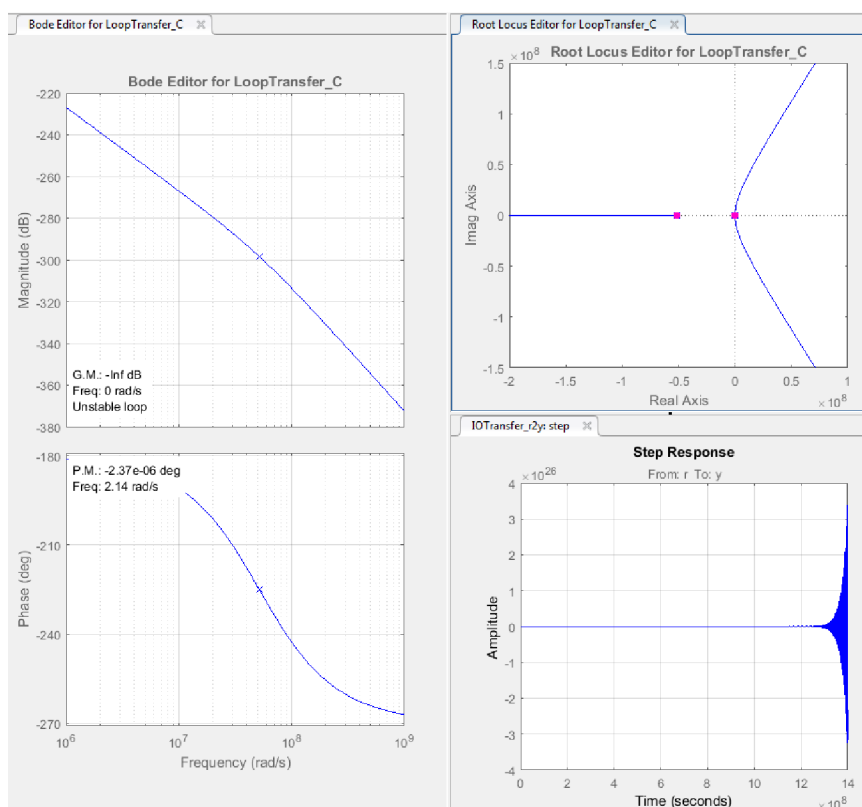 Bode Editor for LoopTransfer_C
Bode Editor for LoopTransfer_C
-220
-240
-260
-280
-300
-320
-340
-360
-380
Magnitude (dB)
G.M.: -Inf dB
Freq: 0 rad/s
Unstable loop
-180
-210
-240
-270
Phase (deg)
P.M.: -2.37e-06 deg
Freq: 2.14 rad/s
10^6 10^7 10^8 10^9
Frequency (rad/s)
Root Locus Editor for LoopTransfer_C
Root Locus Editor for LoopTransfer_C
×10^8
1.5
1
0.5
0
-0.5
-1
-1.5
Imag Axis
-2 -1.5 -1 -0.5 0 0.5 1
Real Axis
×10^8
IOTransfer_r2y: step
Step Response
From: r To: y
×10^26
4
3
2
1
0
-1
-2
-3
-4
Amplitude
0 2 4 6 8 10 12 14
Time (seconds)
×10^8